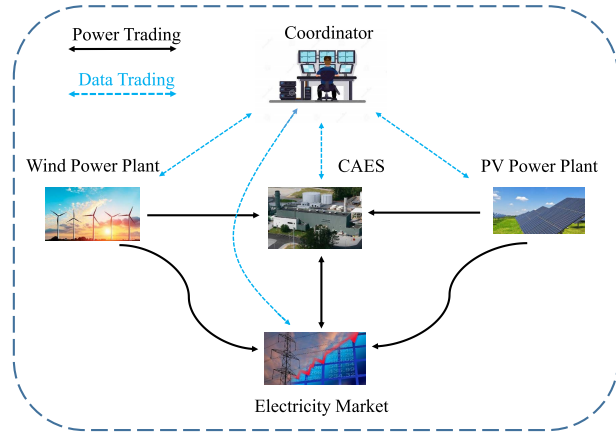 Power Trading
Data Trading
Coordinator
Wind Power Plant
CAES
PV Power Plant
Electricity Market